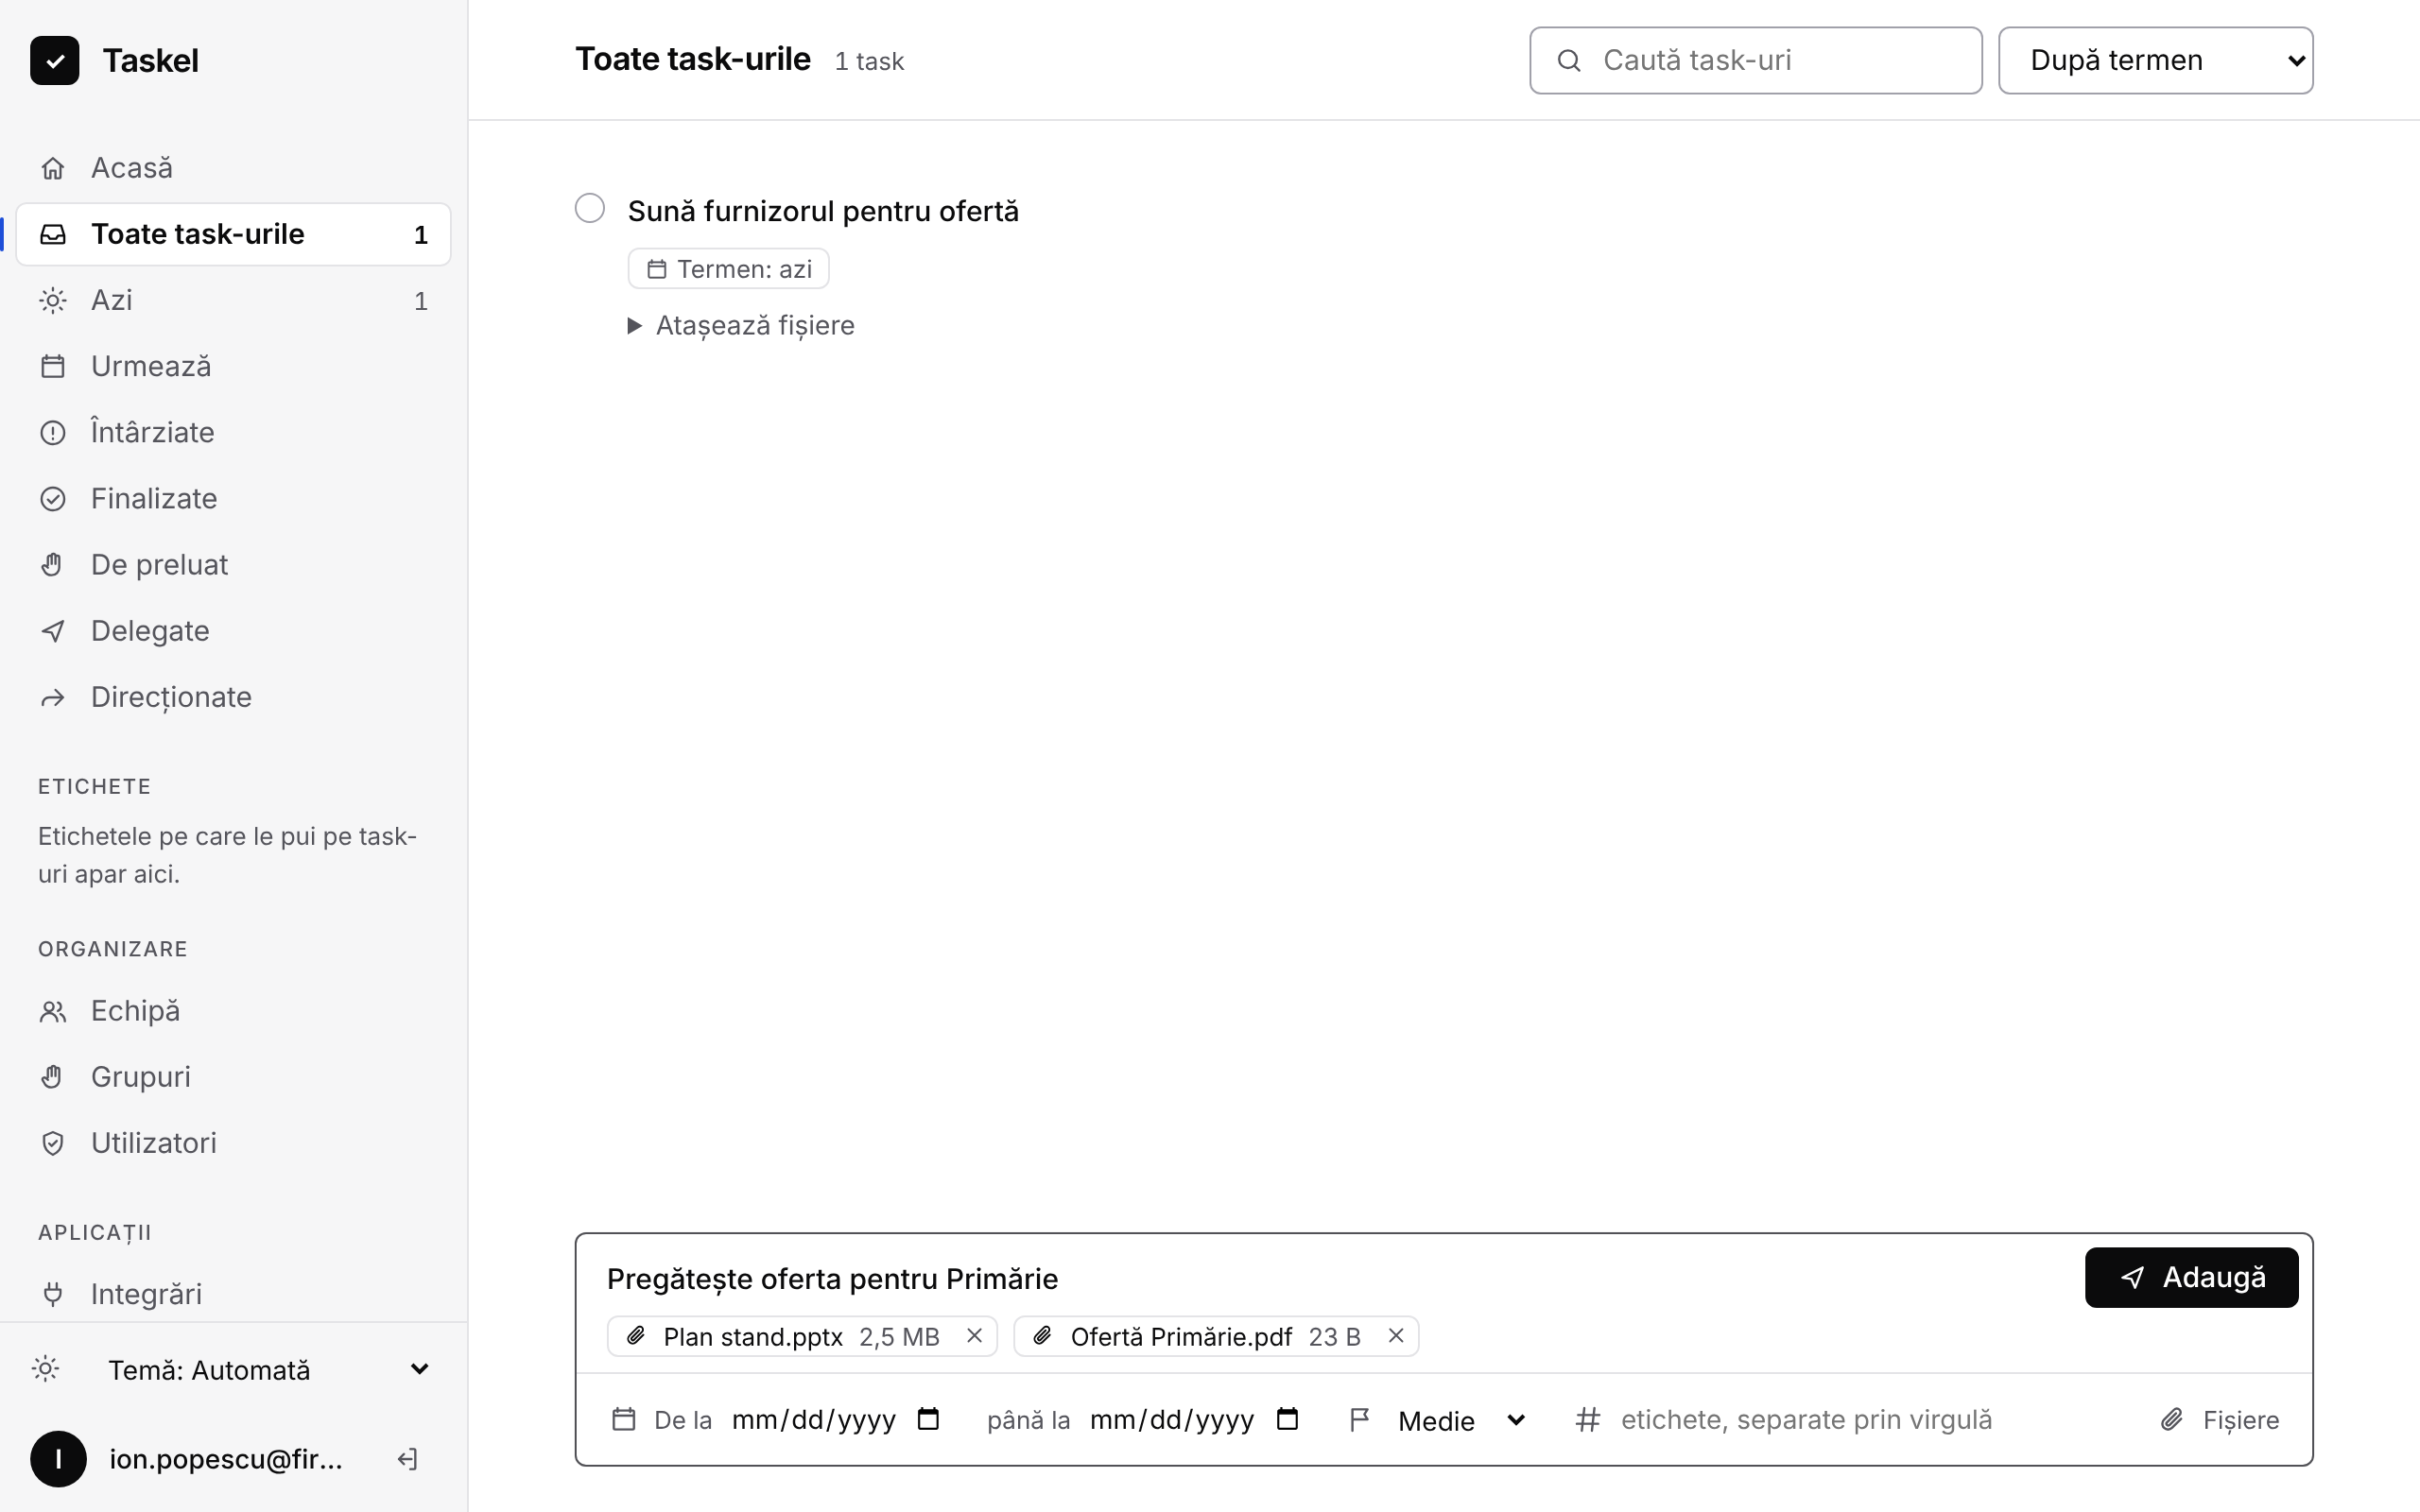 Taskel
Acasă
Toate task-urile 1
Azi 1
Urmează
Întârziate
Finalizate
De preluat
Delegate
Direcționate
ETICHETE
Etichetele pe care le pui pe task-
uri apar aici.
ORGANIZARE
Echipă
Grupuri
Utilizatori
APLICAȚII
Integrări
Temă: Automată
I ion.popescu@fir...
Toate task-urile 1 task
Caută task-uri
După termen
Sună furnizorul pentru ofertă
Termen: azi
Atașează fișiere
Pregătește oferta pentru Primărie
Adaugă
Plan stand.pptx 2,5 MB
Ofertă Primărie.pdf 23 B
De la mm/dd/yyyy până la mm/dd/yyyy Medie # etichete, separate prin virgulă Fișiere